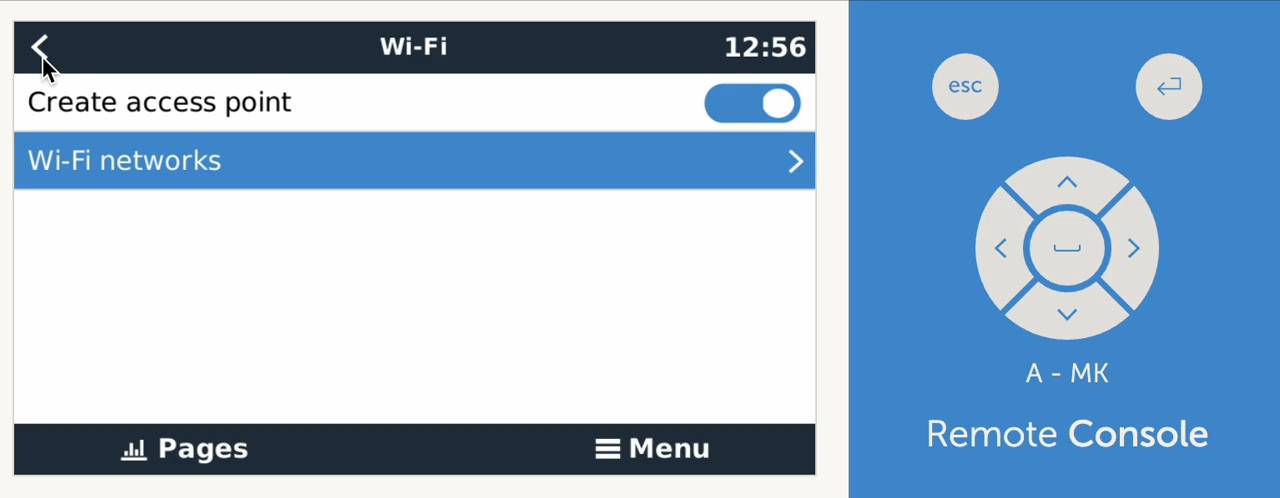 Wi-Fi
12:56
Create access point
Wi-Fi networks
Pages
Menu
esc
A - MK
Remote Console